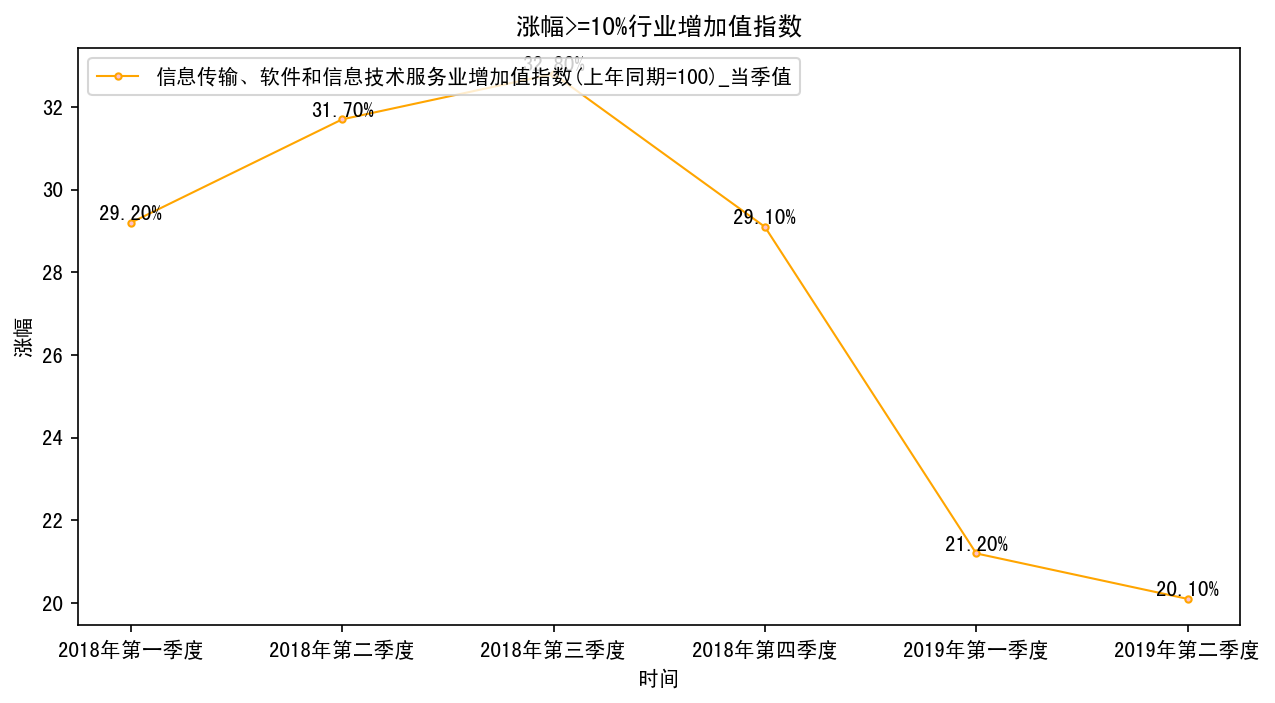 涨幅>=10%行业增加值指数
信息传输、软件和信息技术服务业增加值指数(上年同期=100)_当季值
32.80%
31.70%
29.20%
29.10%
21.20%
20.10%
涨幅
32
30
28
26
24
22
20
2018年第一季度 2018年第二季度 2018年第三季度 2018年第四季度 2019年第一季度 2019年第二季度
时间